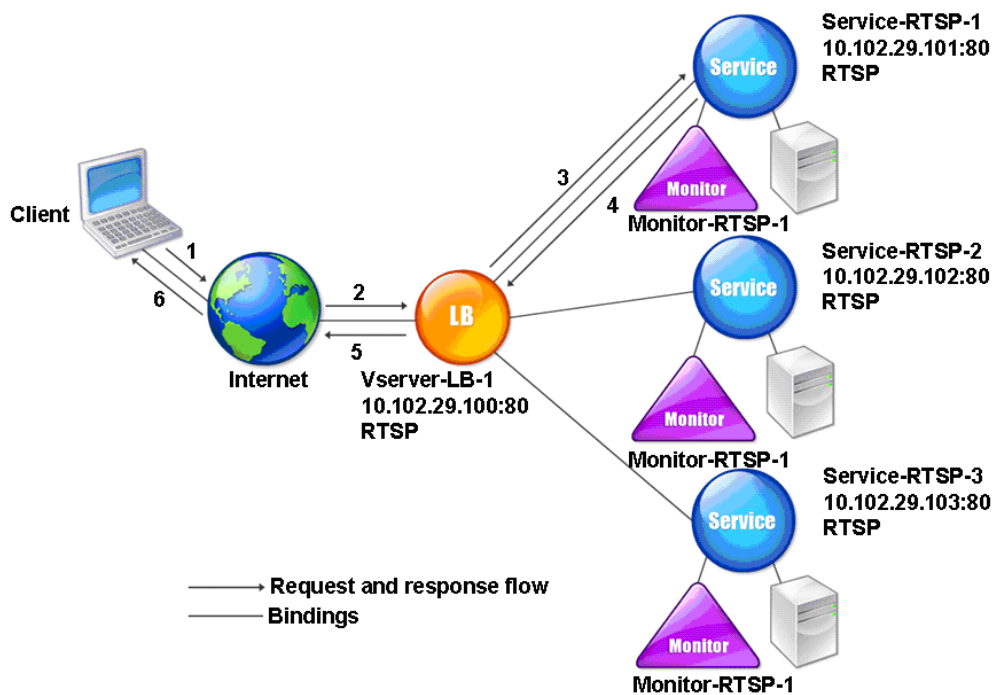 Service-RTSP-1
10.102.29.101:80
RTSP
Service
Monitor
Monitor-RTSP-1
3
4
Client
1
6
Internet
2
5
LB
Vserver-LB-1
10.102.29.100:80
RTSP
Service-RTSP-2
10.102.29.102:80
RTSP
Service
Monitor
Monitor-RTSP-1
Service-RTSP-3
10.102.29.103:80
RTSP
Service
Monitor
Monitor-RTSP-1
Request and response flow
Bindings